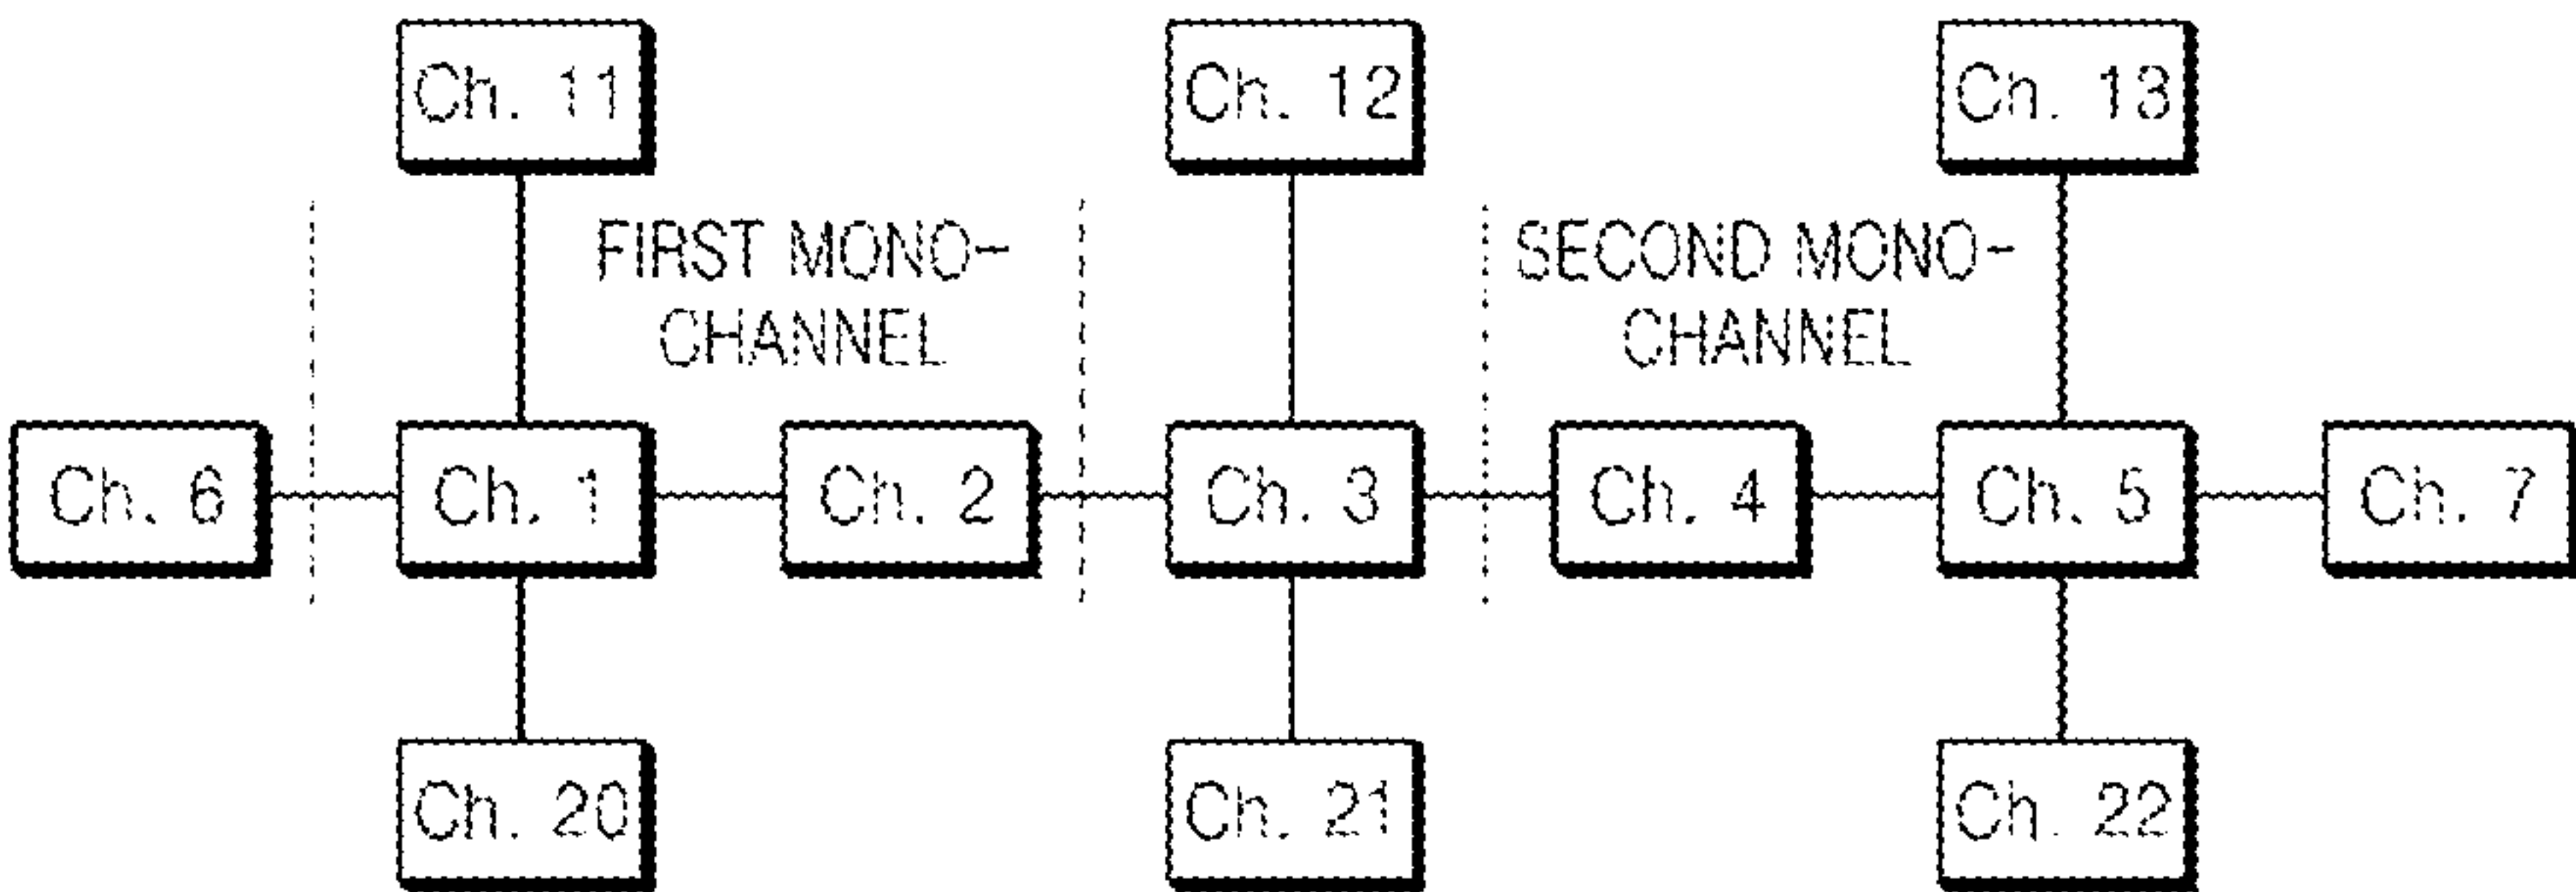 Ch. 11
Ch. 12
Ch. 13
FIRST MONO-
CHANNEL
SECOND MONO-
CHANNEL
Ch. 6
Ch. 1
Ch. 2
Ch. 3
Ch. 4
Ch. 5
Ch. 7
Ch. 20
Ch. 21
Ch. 22